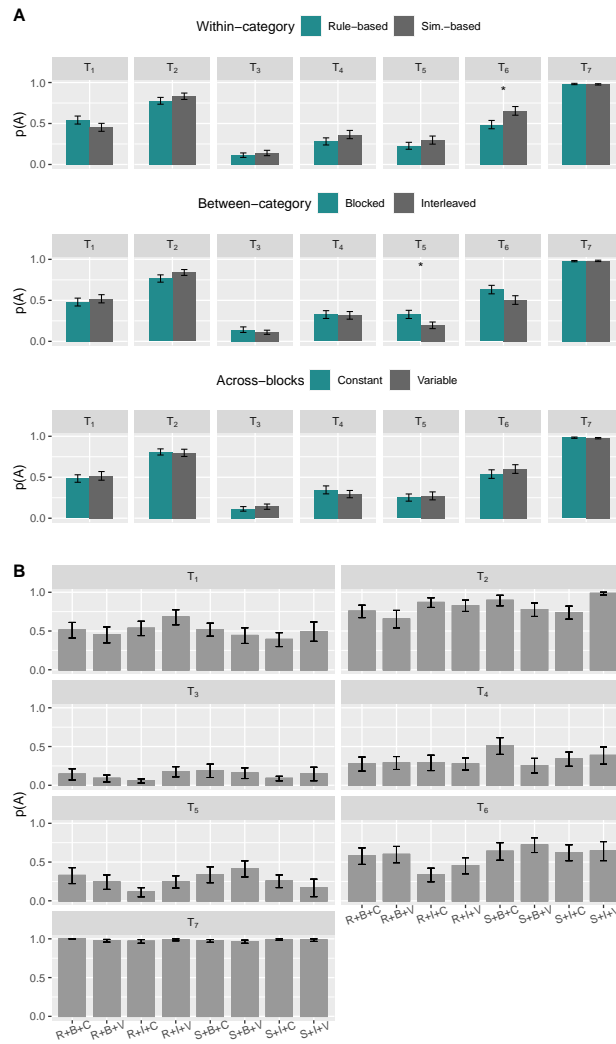 A
Within−category Rule−based Sim.−based
T1 T2 T3 T4 T5 T6 T7
*
1.0
0.5
0.0
p(A)
Between−category Blocked Interleaved
T1 T2 T3 T4 T5 T6 T7
*
1.0
0.5
0.0
p(A)
Across−blocks Constant Variable
T1 T2 T3 T4 T5 T6 T7
1.0
0.5
0.0
p(A)
B
T1 T2
1.0
0.5
0.0
T3 T4
1.0
0.5
0.0
p(A)
T5 T6
1.0
0.5
0.0
R+B+C R+B+V R+I+C R+I+V S+B+C S+B+V S+I+C S+I+V
T7
1.0
0.5
0.0
R+B+C R+B+V R+I+C R+I+V S+B+C S+B+V S+I+C S+I+V